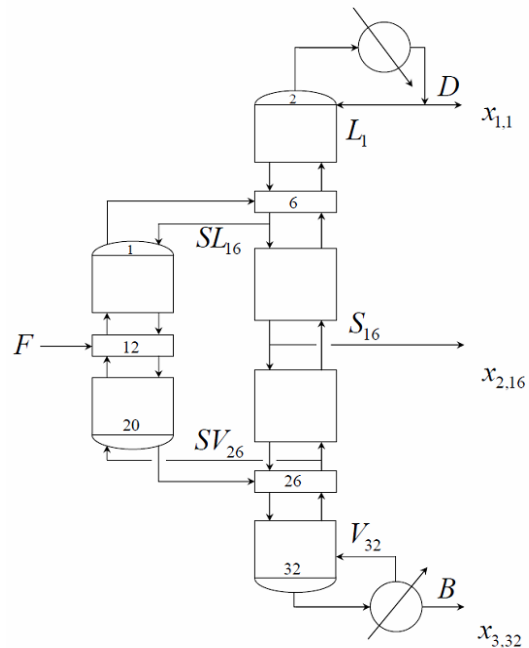 D
2
x₁,₁
L₁
6
SL₁₆
1
S₁₆
F
12
x₂,₁₆
20
SV₂₆
26
V₃₂
32
B
x₃,₃₂